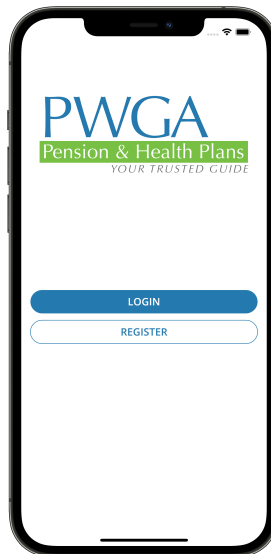 PWGA
Pension & Health Plans
YOUR TRUSTED GUIDE
LOGIN
REGISTER